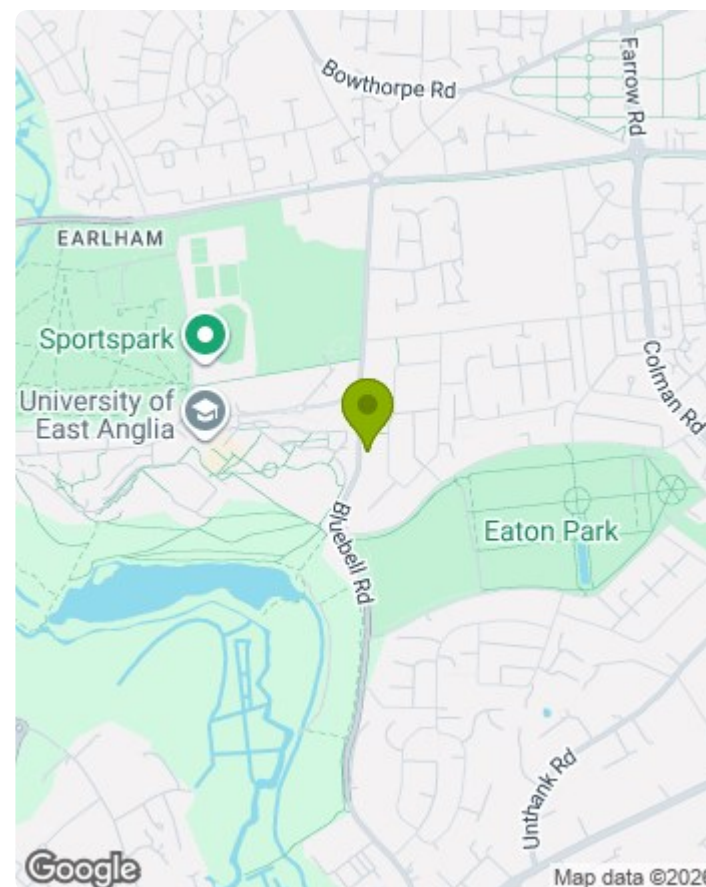 Bowthorpe Rd
Farrow Rd
EARLHAM
Sportspark
Colman Rd
University of
East Anglia
Eaton Park
Bluebell Rd
Unthank Rd
Google
Map data ©2026